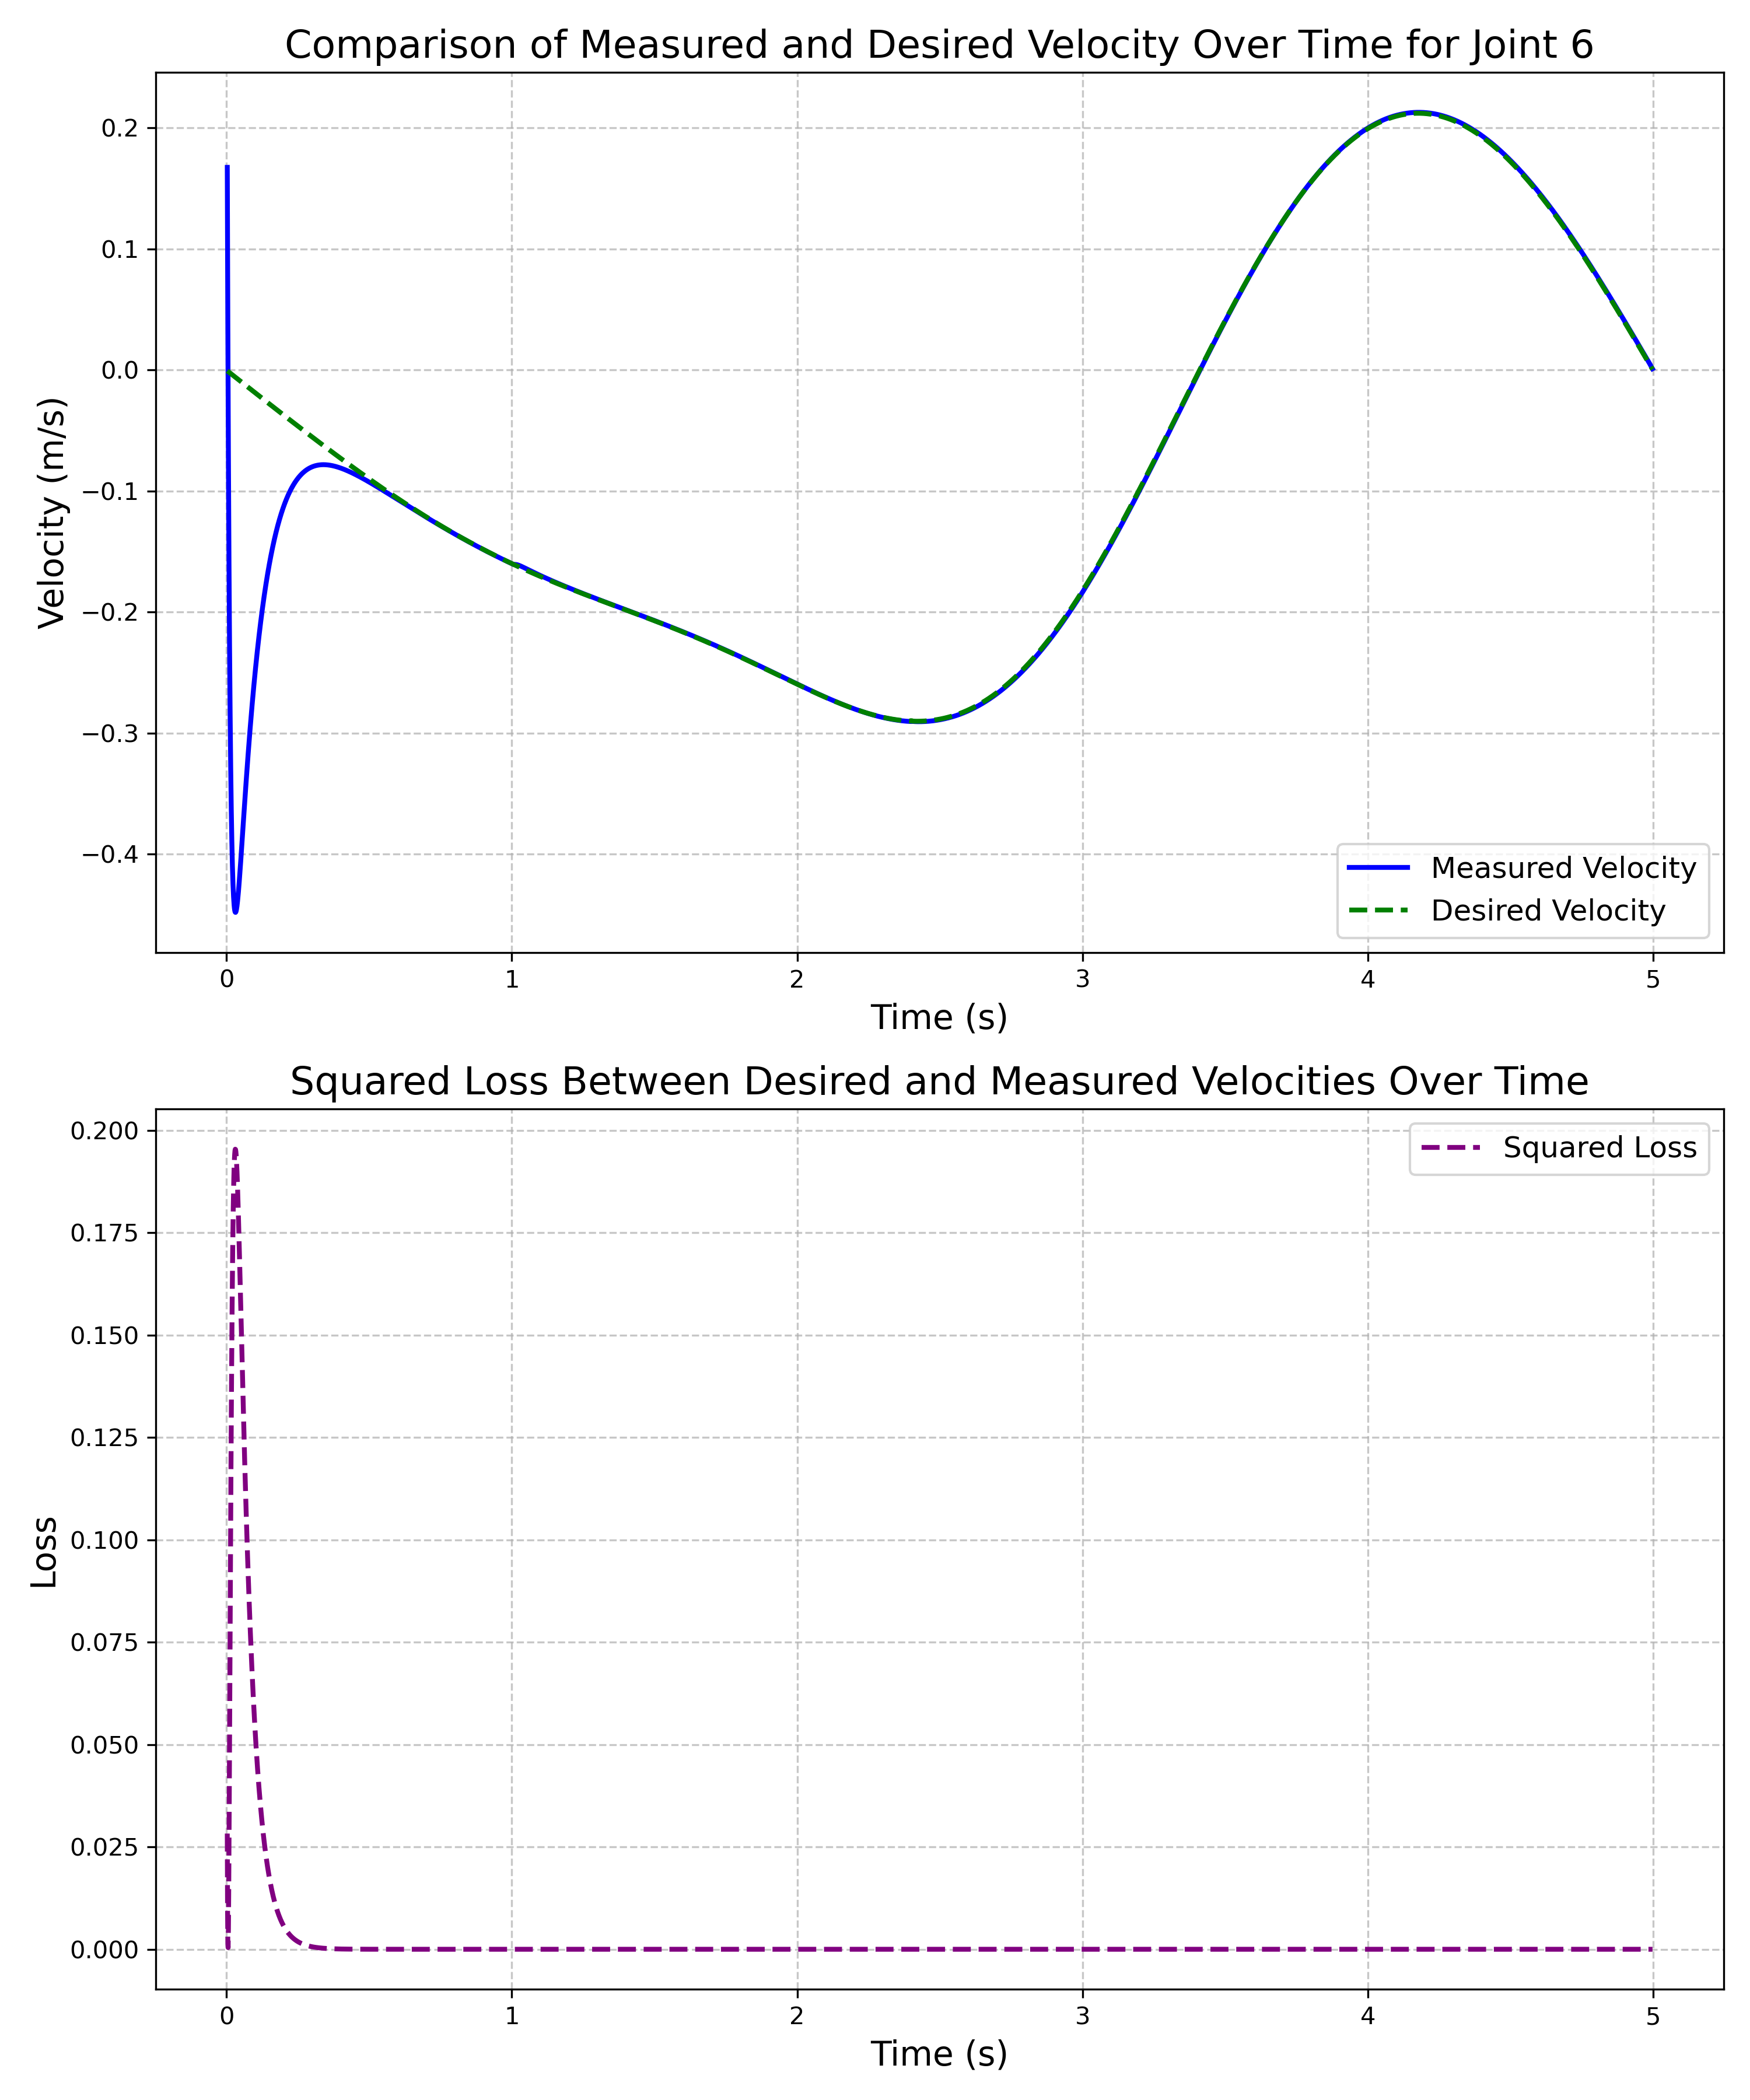 Comparison of Measured and Desired Velocity Over Time for Joint 6
Velocity (m/s)
0.2
0.1
0.0
−0.1
−0.2
−0.3
−0.4
Measured Velocity
Desired Velocity
0 1 2 3 4 5
Time (s)
Squared Loss Between Desired and Measured Velocities Over Time
Loss
0.200
0.175
0.150
0.125
0.100
0.075
0.050
0.025
0.000
Squared Loss
0 1 2 3 4 5
Time (s)